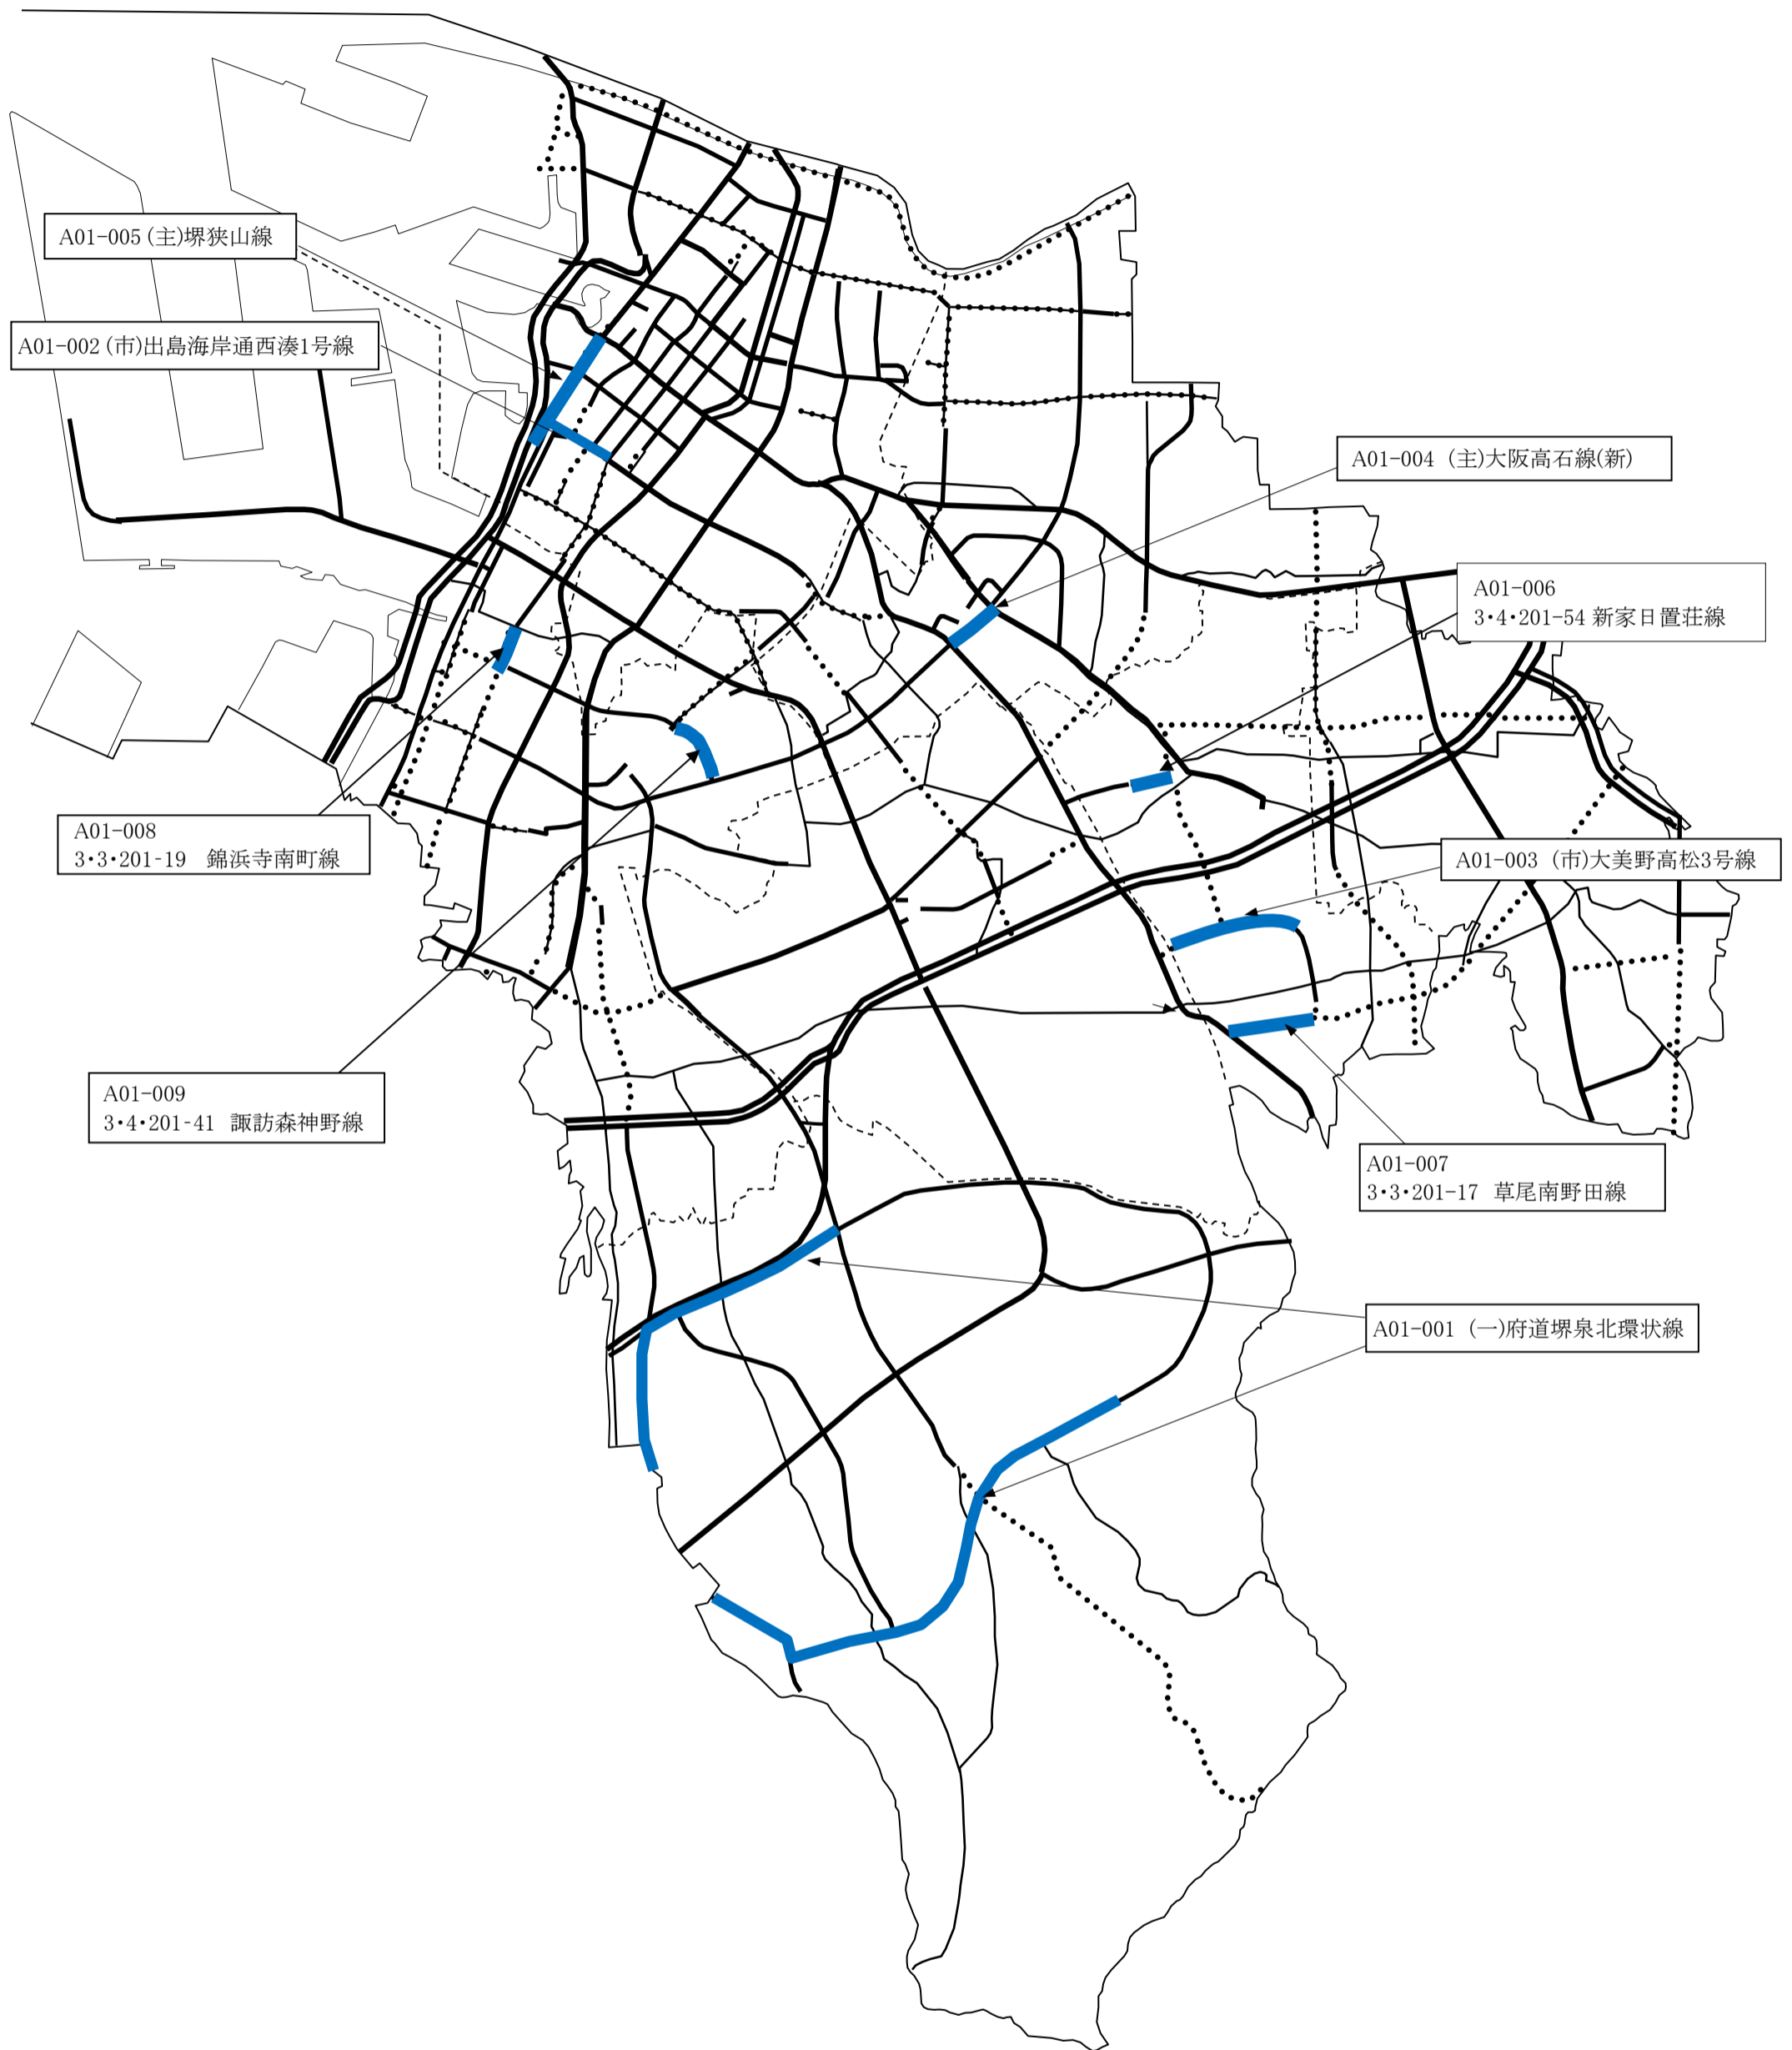 A01-005 (主)堺狭山線
A01-002 (市)出島海岸通西湊1号線
A01-004 (主)大阪高石線(新)
A01-006
3・4・201-54 新家日置荘線
A01-008
3・3・201-19 錦浜寺南町線
A01-003 (市)大美野高松3号線
A01-009
3・4・201-41 諏訪森神野線
A01-007
3・3・201-17 草尾南野田線
A01-001 (一)府道堺泉北環状線